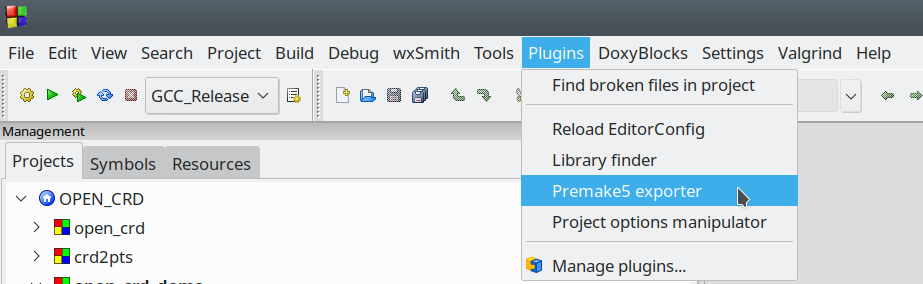 File Edit View Search Project Build Debug wxSmith Tools Plugins DoxyBlocks Settings Valgrind Help
GCC_Release
Find broken files in project
Reload EditorConfig
Library finder
Premake5 exporter
Project options manipulator
Manage plugins...
Management
Projects Symbols Resources
OPEN_CRD
open_crd
crd2pts
open_crd_demo